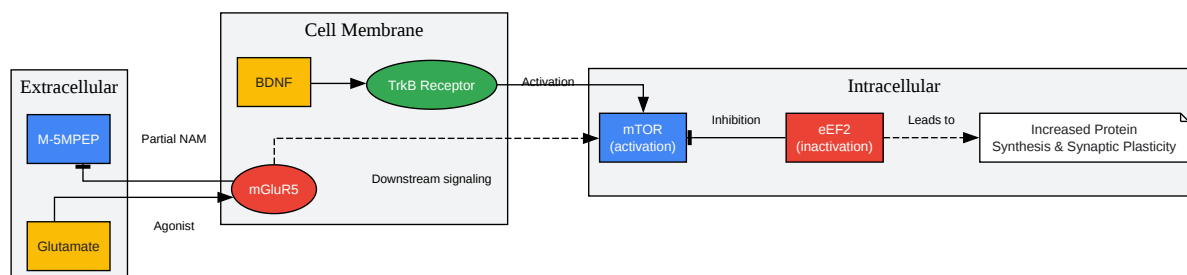 Extracellular
M-5MPEP
Glutamate
Partial NAM
Agonist
Cell Membrane
BDNF
TrkB Receptor
mGluR5
Downstream signaling
Activation
Intracellular
mTOR
(activation)
Inhibition
eEF2
(inactivation)
Leads to
Increased Protein
Synthesis & Synaptic Plasticity